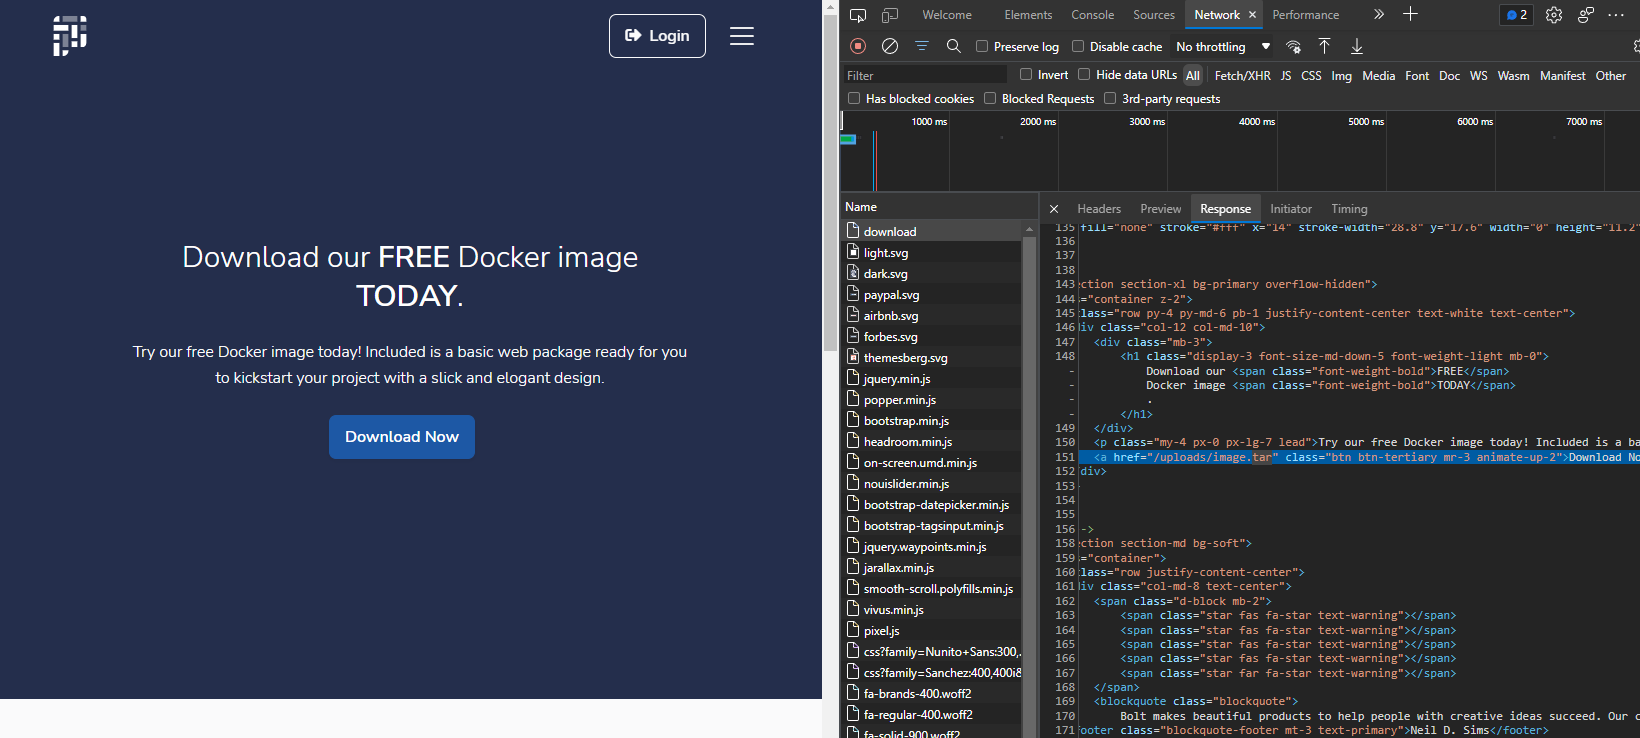 Login
Download our FREE Docker image
TODAY.
Try our free Docker image today! Included is a basic web package ready for you
to kickstart your project with a slick and elogant design.
Download Now
Welcome Elements Console Sources Network × Performance 2
Preserve log Disable cache No throttling
Filter Invert Hide data URLs All Fetch/XHR JS CSS Img Media Font Doc WS Wasm Manifest Other
Has blocked cookies Blocked Requests 3rd-party requests
1000 ms 2000 ms 3000 ms 4000 ms 5000 ms 6000 ms 7000 ms
Name
download
light.svg
dark.svg
paypal.svg
airbnb.svg
forbes.svg
themesberg.svg
jquery.min.js
popper.min.js
bootstrap.min.js
headroom.min.js
on-screen.umd.min.js
nouislider.min.js
bootstrap-datepicker.min.js
bootstrap-tagsinput.min.js
jquery.waypoints.min.js
jarallax.min.js
smooth-scroll.polyfills.min.js
vivus.min.js
pixel.js
css?family=Nunito+Sans:300,
css?family=Sanchez:400,400i&
fa-brands-400.woff2
fa-regular-400.woff2
fa-solid-900.woff2
× Headers Preview Response Initiator Timing
135 fill="none" stroke="#fff" x="14" stroke-width="28.8" y="17.6" width="0" height="11.2"
136
137
138
143 ction section-xl bg-primary overflow-hidden">
144 ="container z-2">
145 lass="row py-4 py-md-6 pb-1 justify-content-center text-white text-center">
146 div class="col-12 col-md-10">
147 <div class="mb-3">
148 <h1 class="display-3 font-size-md-down-5 font-weight-light mb-0">
- Download our <span class="font-weight-bold">FREE</span>
- Docker image <span class="font-weight-bold">TODAY</span>
- .
- </h1>
149 </div>
150 <p class="my-4 px-0 px-lg-7 lead">Try our free Docker image today! Included is a ba
151 <a href="/uploads/image.tar" class="btn btn-tertiary mr-3 animate-up-2">Download No
152 div>
153
154
155
156 ->
158 ction section-md bg-soft">
159 ="container">
160 lass="row justify-content-center">
161 div class="col-md-8 text-center">
162 <span class="d-block mb-2">
163 <span class="star fas fa-star text-warning"></span>
164 <span class="star fas fa-star text-warning"></span>
165 <span class="star fas fa-star text-warning"></span>
166 <span class="star fas fa-star text-warning"></span>
167 <span class="star far fa-star text-warning"></span>
168 </span>
169 <blockquote class="blockquote">
170 Bolt makes beautiful products to help people with creative ideas succeed. Our c
171 footer class="blockquote-footer mt-3 text-primary">Neil D. Sims</footer>